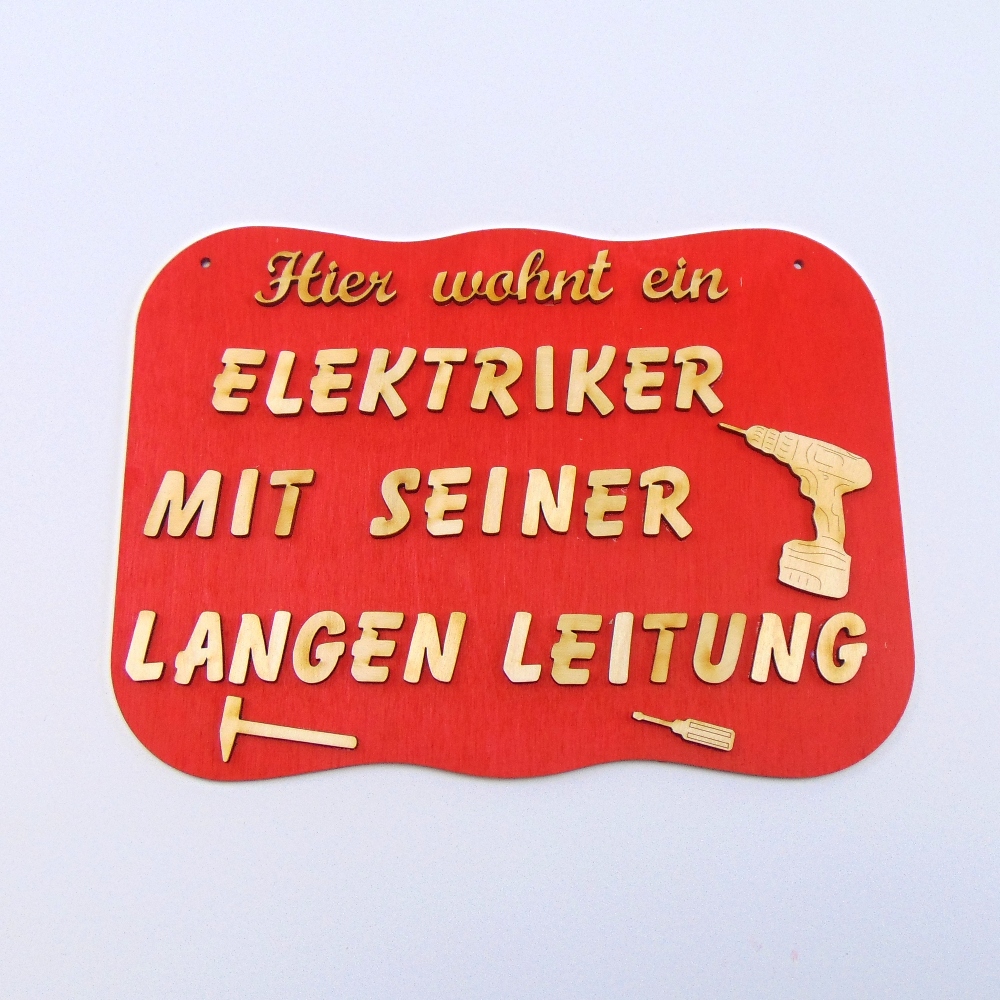 Hier wohnt ein
ELEKTRIKER
MIT SEINER
LANGEN LEITUNG